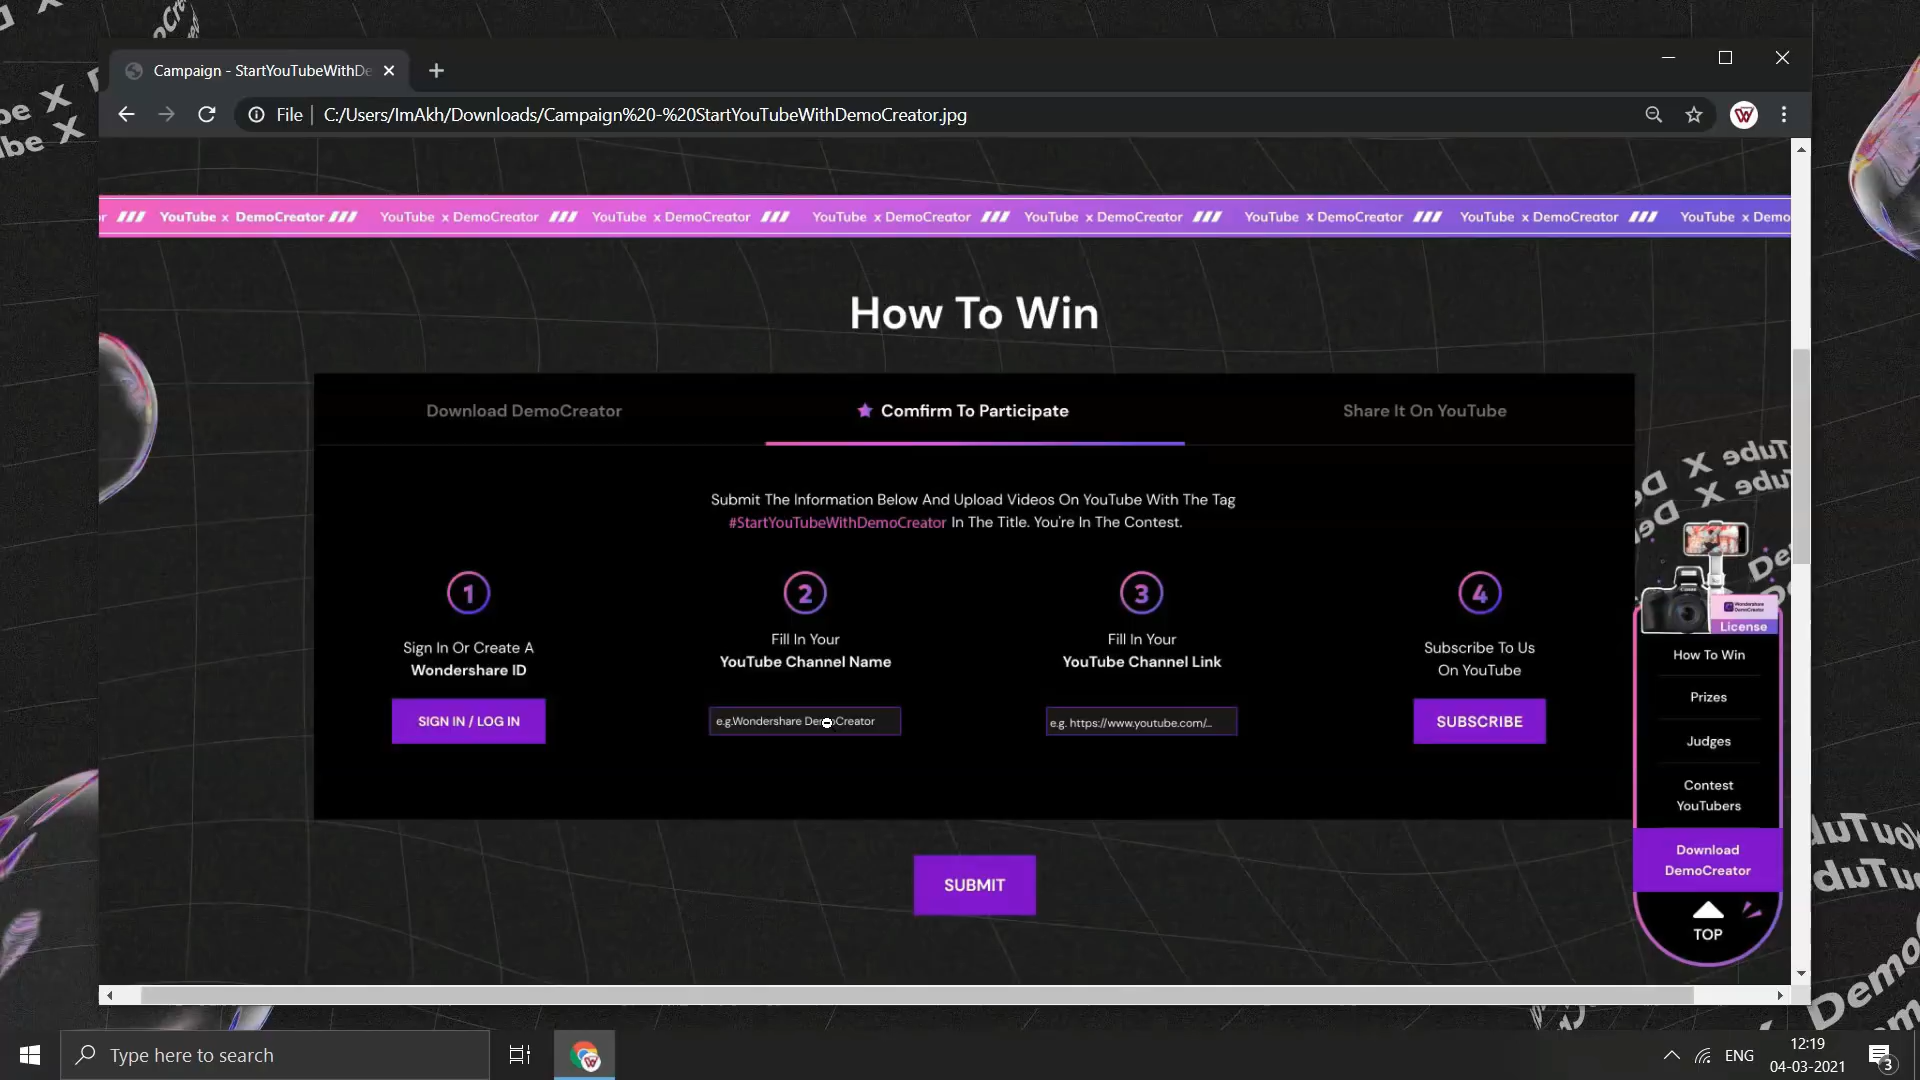 Campaign - StartYouTubeWithDe
File
C:/Users/ImAkh/Downloads/Campaign%20-%20StartYouTubeWithDemoCreator.jpg
YouTube x DemoCreator /// YouTube x DemoCreator /// YouTube x DemoCreator /// YouTube x DemoCreator /// YouTube x DemoCreator /// YouTube x DemoCreator /// YouTube x DemoCreator /// YouTube x Demo
How To Win
Download DemoCreator
Comfirm To Participate
Share It On YouTube
Submit The Information Below And Upload Videos On YouTube With The Tag
#StartYouTubeWithDemoCreator In The Title. You're In The Contest.
1
Sign In Or Create A
Wondershare ID
SIGN IN / LOG IN
2
Fill In Your
YouTube Channel Name
e.g.Wondershare DemoCreator
3
Fill In Your
YouTube Channel Link
e.g. https://www.youtube.com/...
4
Subscribe To Us
On YouTube
SUBSCRIBE
SUBMIT
Wondershare
DemoCreator
License
How To Win
Prizes
Judges
Contest
YouTubers
Download
DemoCreator
TOP
Type here to search
ENG
12:19
04-03-2021
3